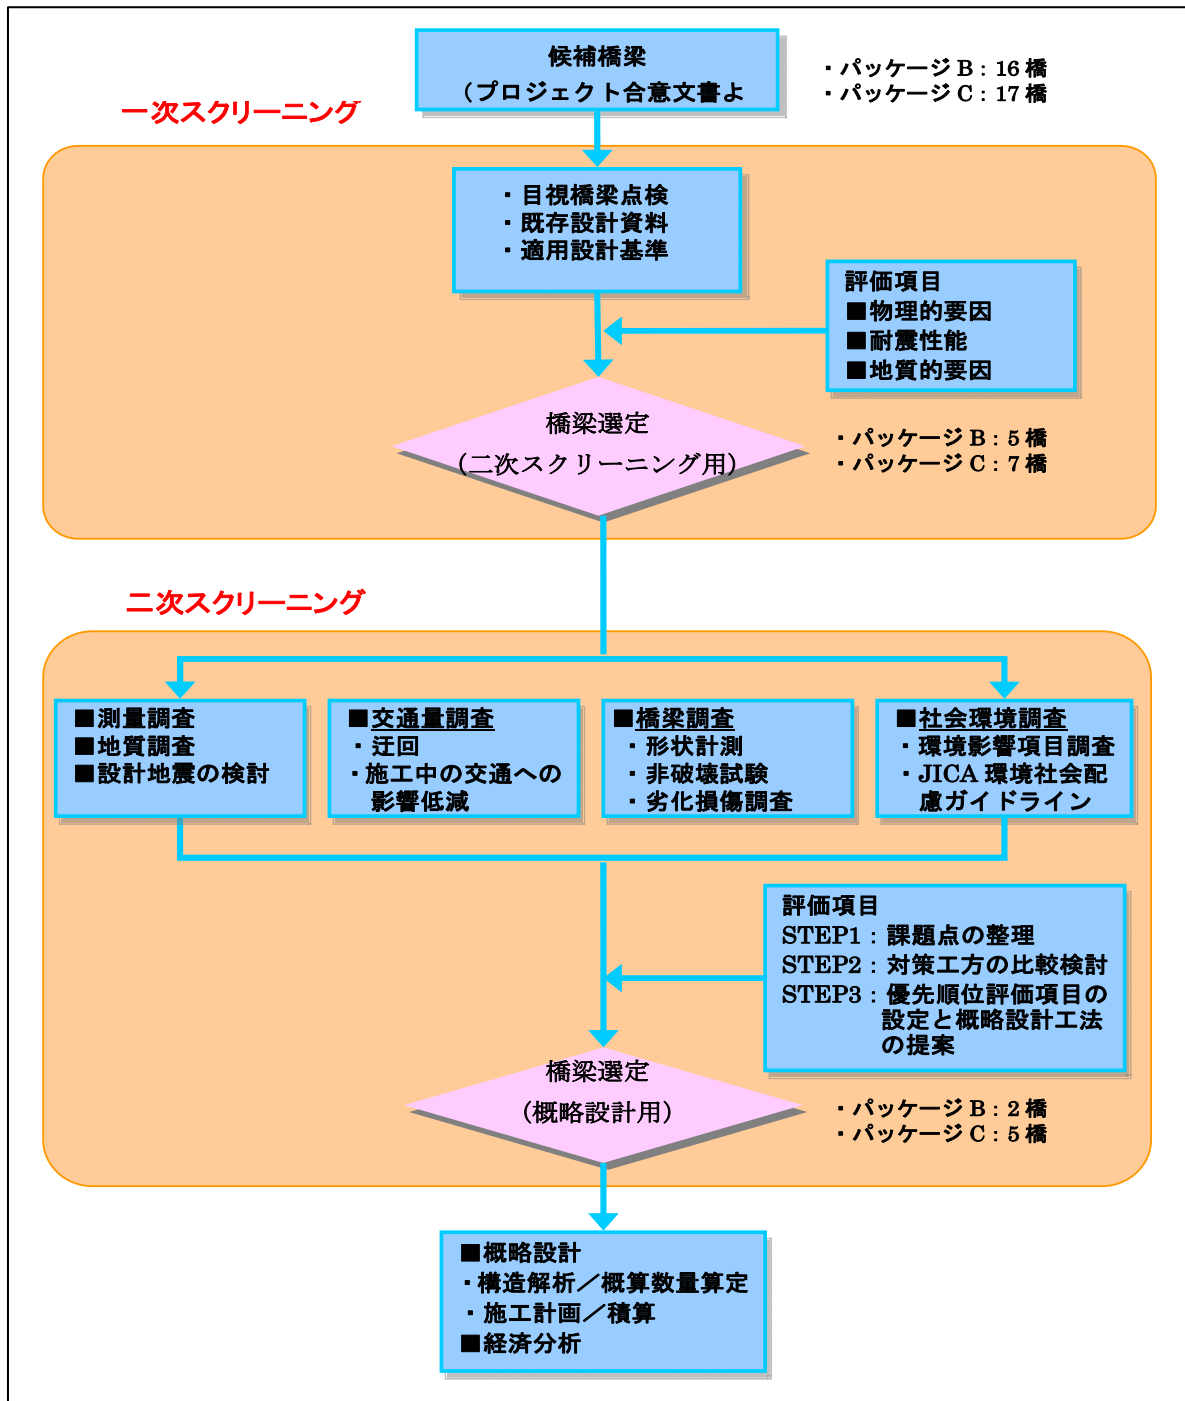 候補橋梁
（プロジェクト合意文書よ
・パッケージ B：16 橋
・パッケージ C：17 橋
一次スクリーニング
・目視橋梁点検
・既存設計資料
・適用設計基準
評価項目
■物理的要因
■耐震性能
■地質的要因
橋梁選定
（二次スクリーニング用）
・パッケージ B：5 橋
・パッケージ C：7 橋
二次スクリーニング
■測量調査
■地質調査
■設計地震の検討
■交通量調査
・迂回
・施工中の交通への
影響低減
■橋梁調査
・形状計測
・非破壊試験
・劣化損傷調査
■社会環境調査
・環境影響項目調査
・JICA 環境社会配
慮ガイドライン
評価項目
STEP1：課題点の整理
STEP2：対策工方の比較検討
STEP3：優先順位評価項目の
設定と概略設計工法
の提案
橋梁選定
（概略設計用）
・パッケージ B：2 橋
・パッケージ C：5 橋
■概略設計
・構造解析／概算数量算定
・施工計画／積算
■経済分析